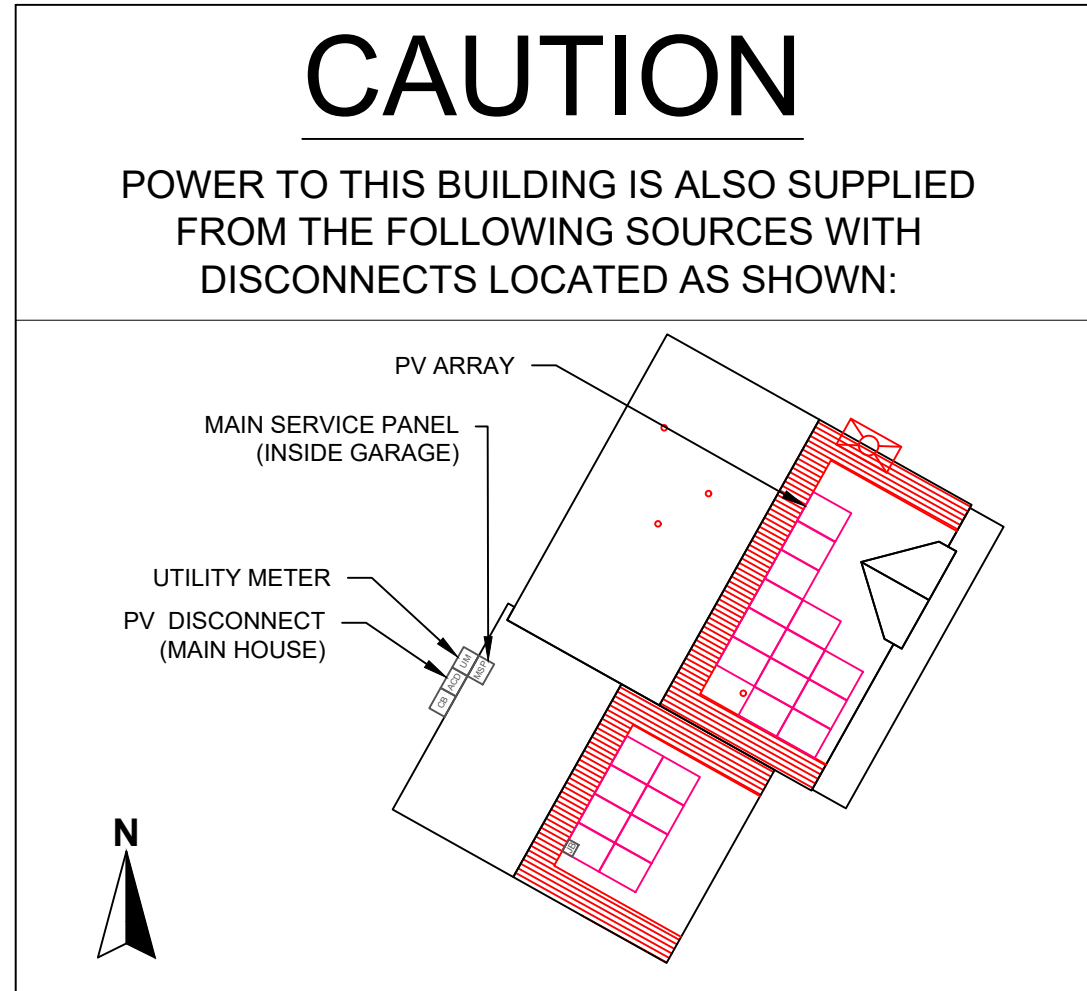 CAUTION
POWER TO THIS BUILDING IS ALSO SUPPLIED
FROM THE FOLLOWING SOURCES WITH
DISCONNECTS LOCATED AS SHOWN:
PV ARRAY
MAIN SERVICE PANEL
(INSIDE GARAGE)
UTILITY METER
PV DISCONNECT
(MAIN HOUSE)
UM
MSP
ACD
CB
JB
N